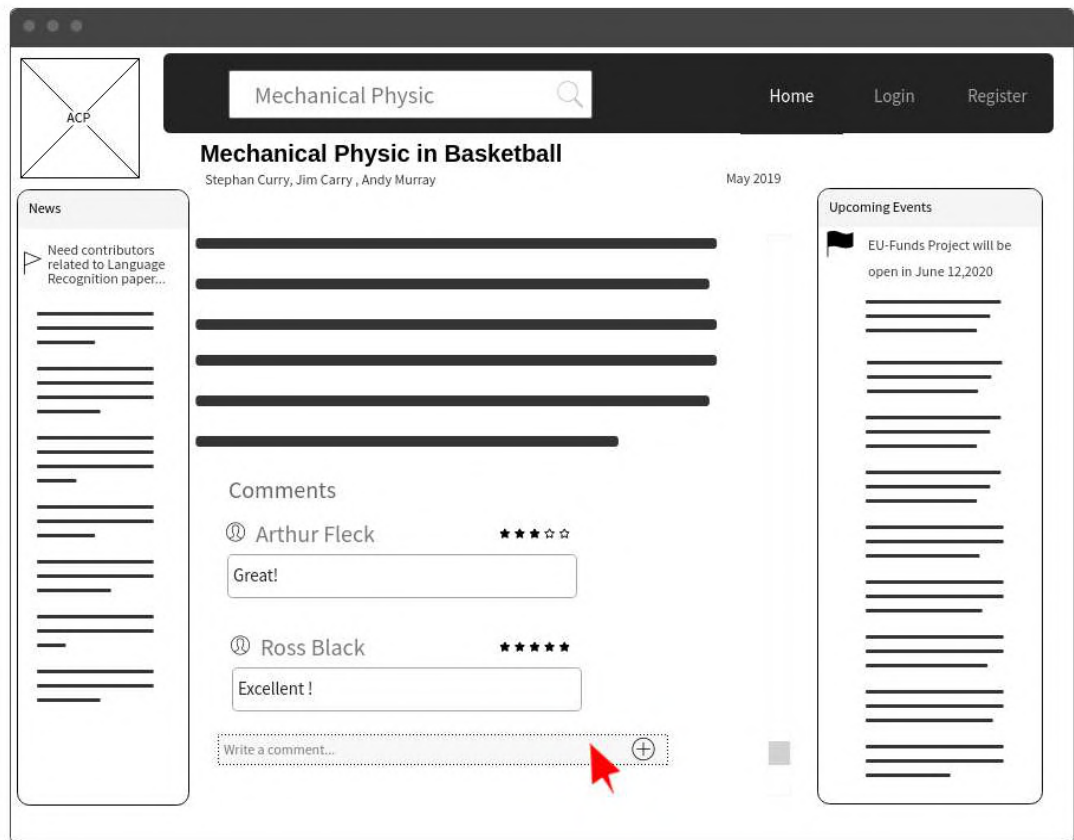 ACP
Mechanical Physic
Home
Login
Register
Mechanical Physic in Basketball
Stephan Curry, Jim Carry , Andy Murray
May 2019
News
Need contributors
related to Language
Recognition paper...
Comments
Arthur Fleck
Great!
Ross Black
Excellent !
Write a comment...
Upcoming Events
EU-Funds Project will be
open in June 12,2020